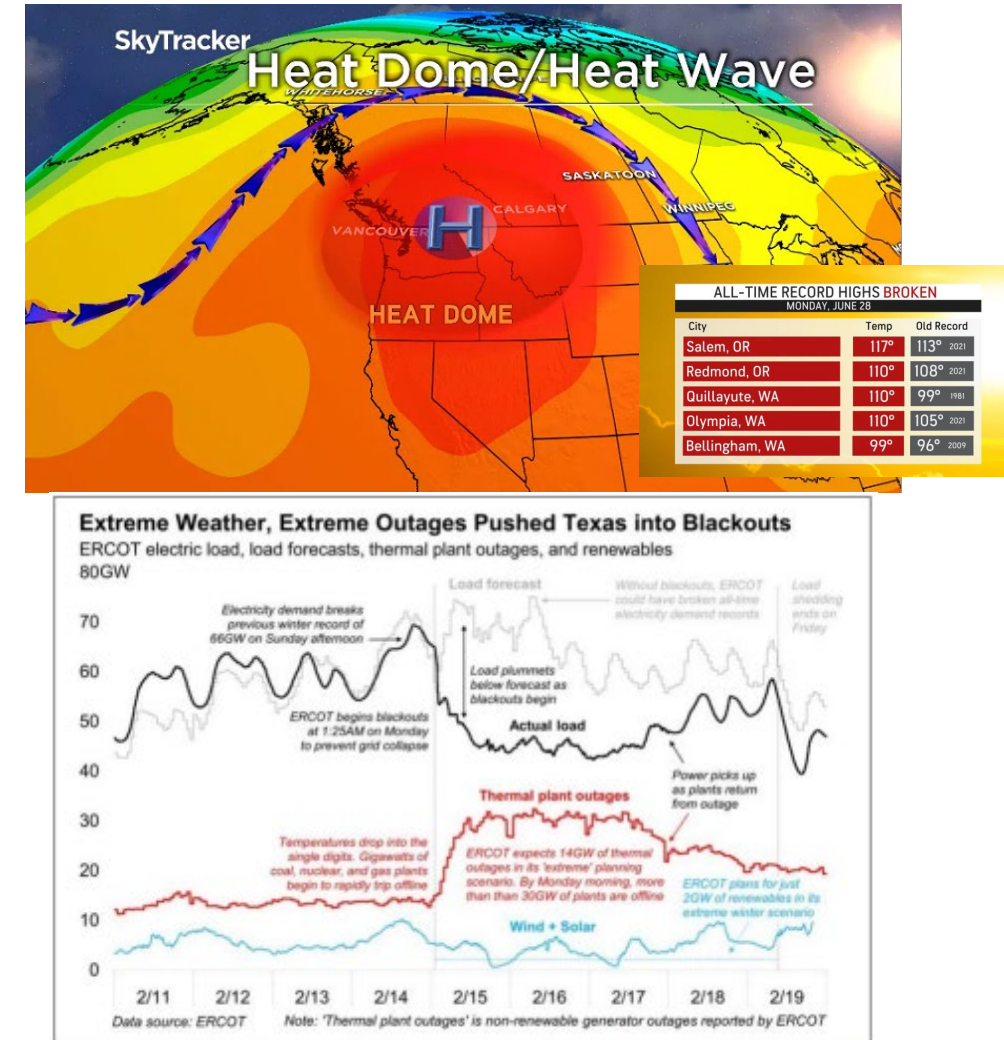 SkyTracker
Heat Dome/Heat Wave
WHITEHORSE
SASKATOON
WINNIPEG
CALGARY
VANCOUVER
H
HEAT DOME
ALL-TIME RECORD HIGHS BROKEN
MONDAY, JUNE 28
City Temp Old Record
Salem, OR 117° 113° 2021
Redmond, OR 110° 108° 2021
Quillayute, WA 110° 99° 1981
Olympia, WA 110° 105° 2021
Bellingham, WA 99° 96° 2009
Extreme Weather, Extreme Outages Pushed Texas into Blackouts
ERCOT electric load, load forecasts, thermal plant outages, and renewables
80GW
70
60
50
40
30
20
10
0
Load forecast
Without blackouts, ERCOT
could have broken all-time
electricity demand records
Load
shedding
ends on
Friday
Electricity demand breaks
previous winter record of
66GW on Sunday afternoon
Load plummets
below forecast as
blackouts begin
ERCOT begins blackouts
at 1:25AM on Monday
to prevent grid collapse
Actual load
Power picks up
as plants return
from outage
Thermal plant outages
Temperatures drop into the
single digits. Gigawatts of
coal, nuclear, and gas plants
begin to rapidly trip offline
ERCOT expects 14GW of thermal
outages in its 'extreme' planning
scenario. By Monday morning, more
than than 30GW of plants are offline
ERCOT plans for just
2GW of renewables in its
extreme winter scenario
Wind + Solar
2/11 2/12 2/13 2/14 2/15 2/16 2/17 2/18 2/19
Data source: ERCOT Note: 'Thermal plant outages' is non-renewable generator outages reported by ERCOT